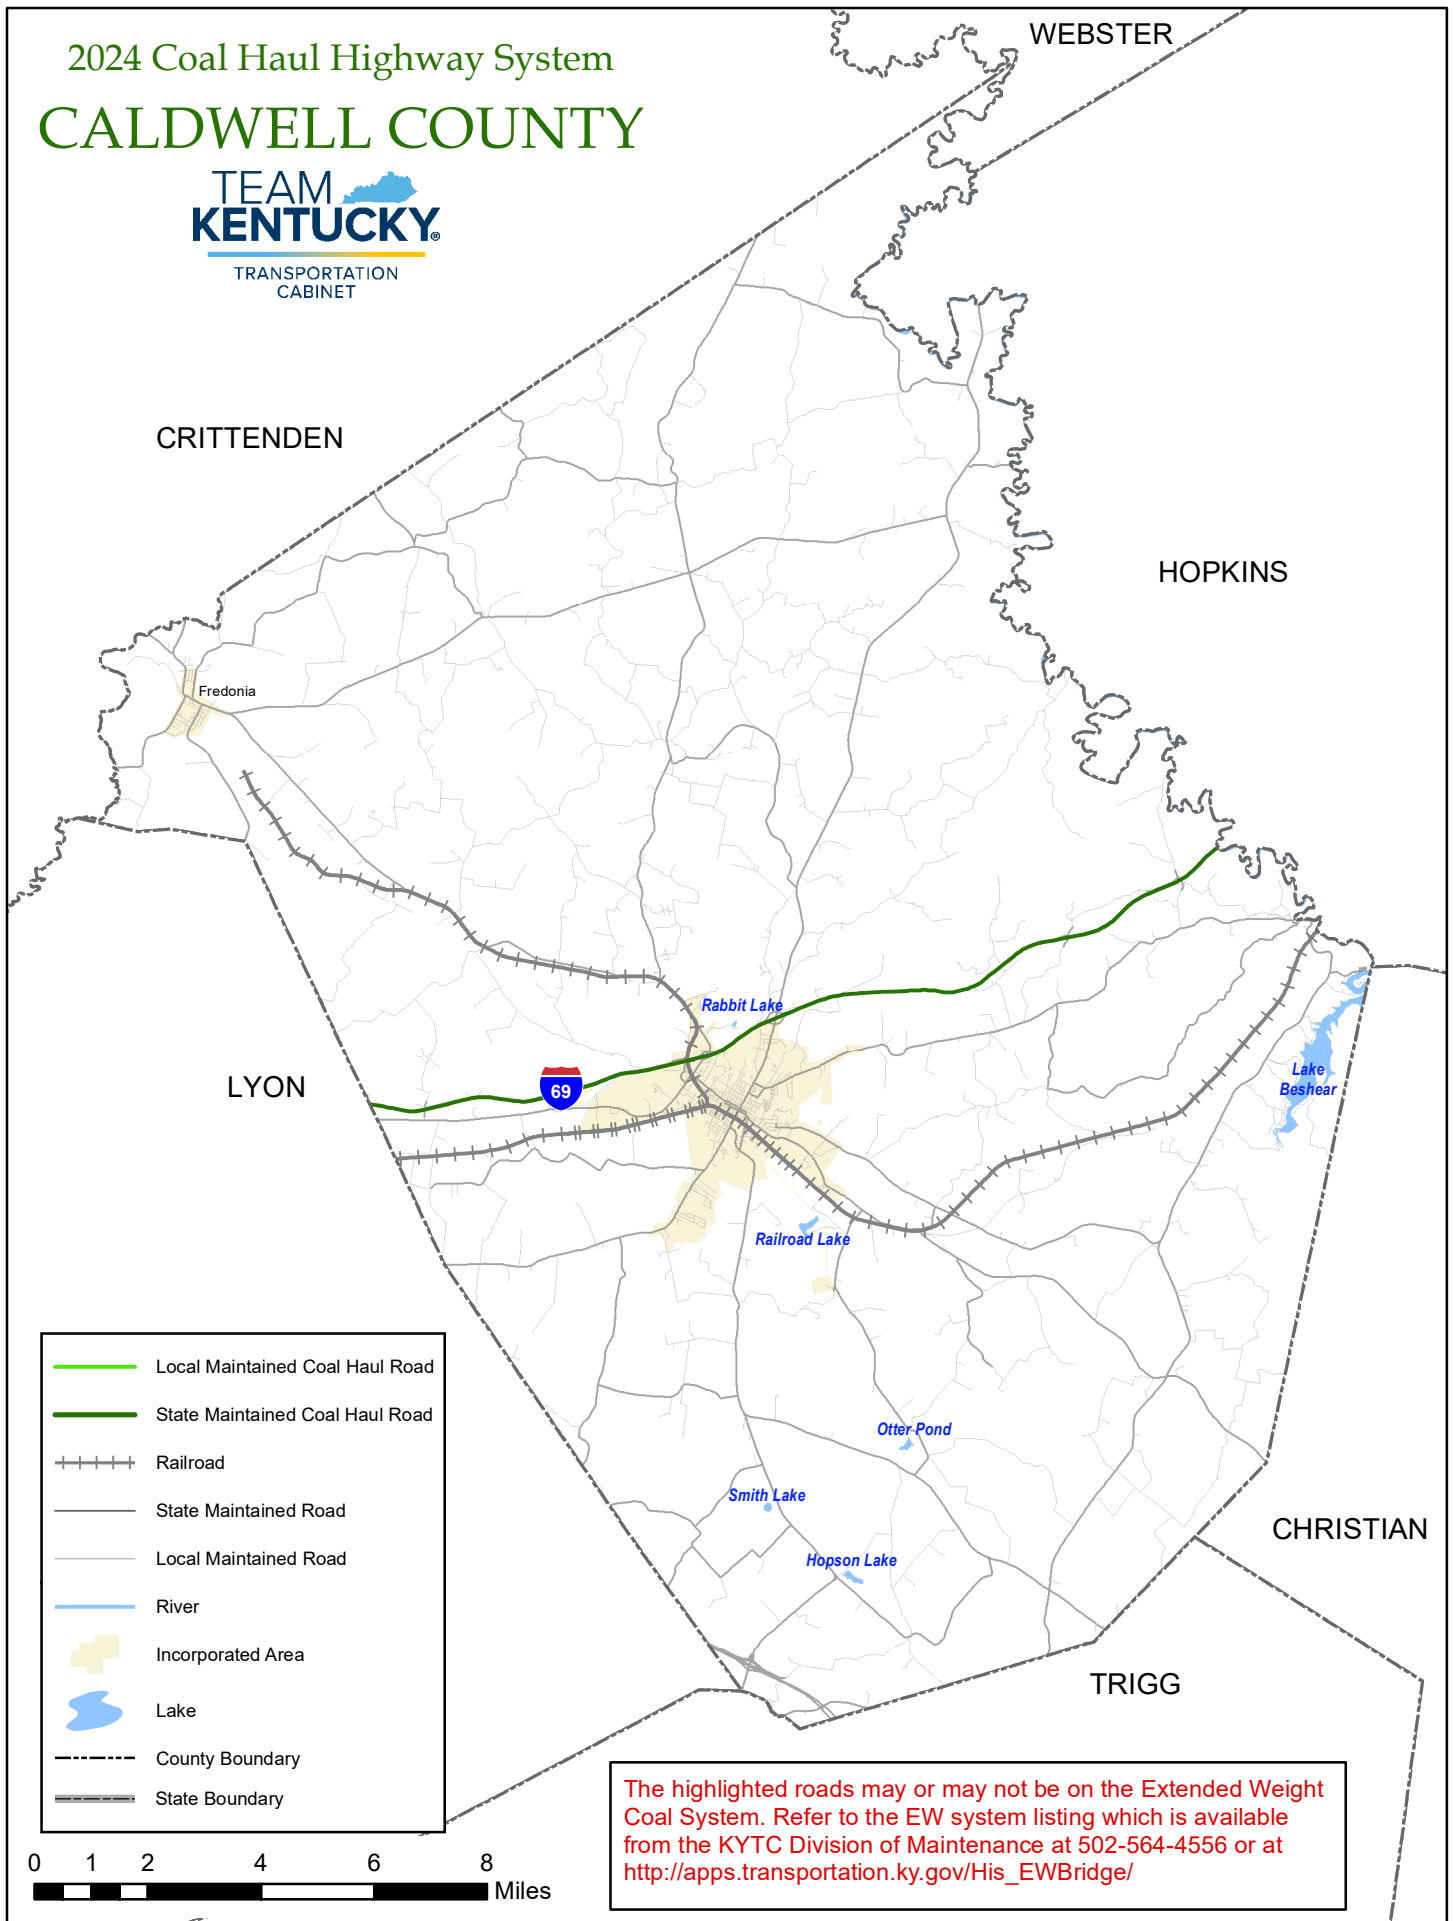 2024 Coal Haul Highway System
CALDWELL COUNTY
TEAM
KENTUCKY®
TRANSPORTATION
CABINET
WEBSTER
CRITTENDEN
HOPKINS
Fredonia
Rabbit Lake
LYON
69
Lake
Beshear
Railroad Lake
Otter Pond
Smith Lake
Hopson Lake
CHRISTIAN
TRIGG
Local Maintained Coal Haul Road
State Maintained Coal Haul Road
Railroad
State Maintained Road
Local Maintained Road
River
Incorporated Area
Lake
County Boundary
State Boundary
The highlighted roads may or may not be on the Extended Weight
Coal System. Refer to the EW system listing which is available
from the KYTC Division of Maintenance at 502-564-4556 or at
http://apps.transportation.ky.gov/His_EWBridge/
0 1 2 4 6 8
Miles